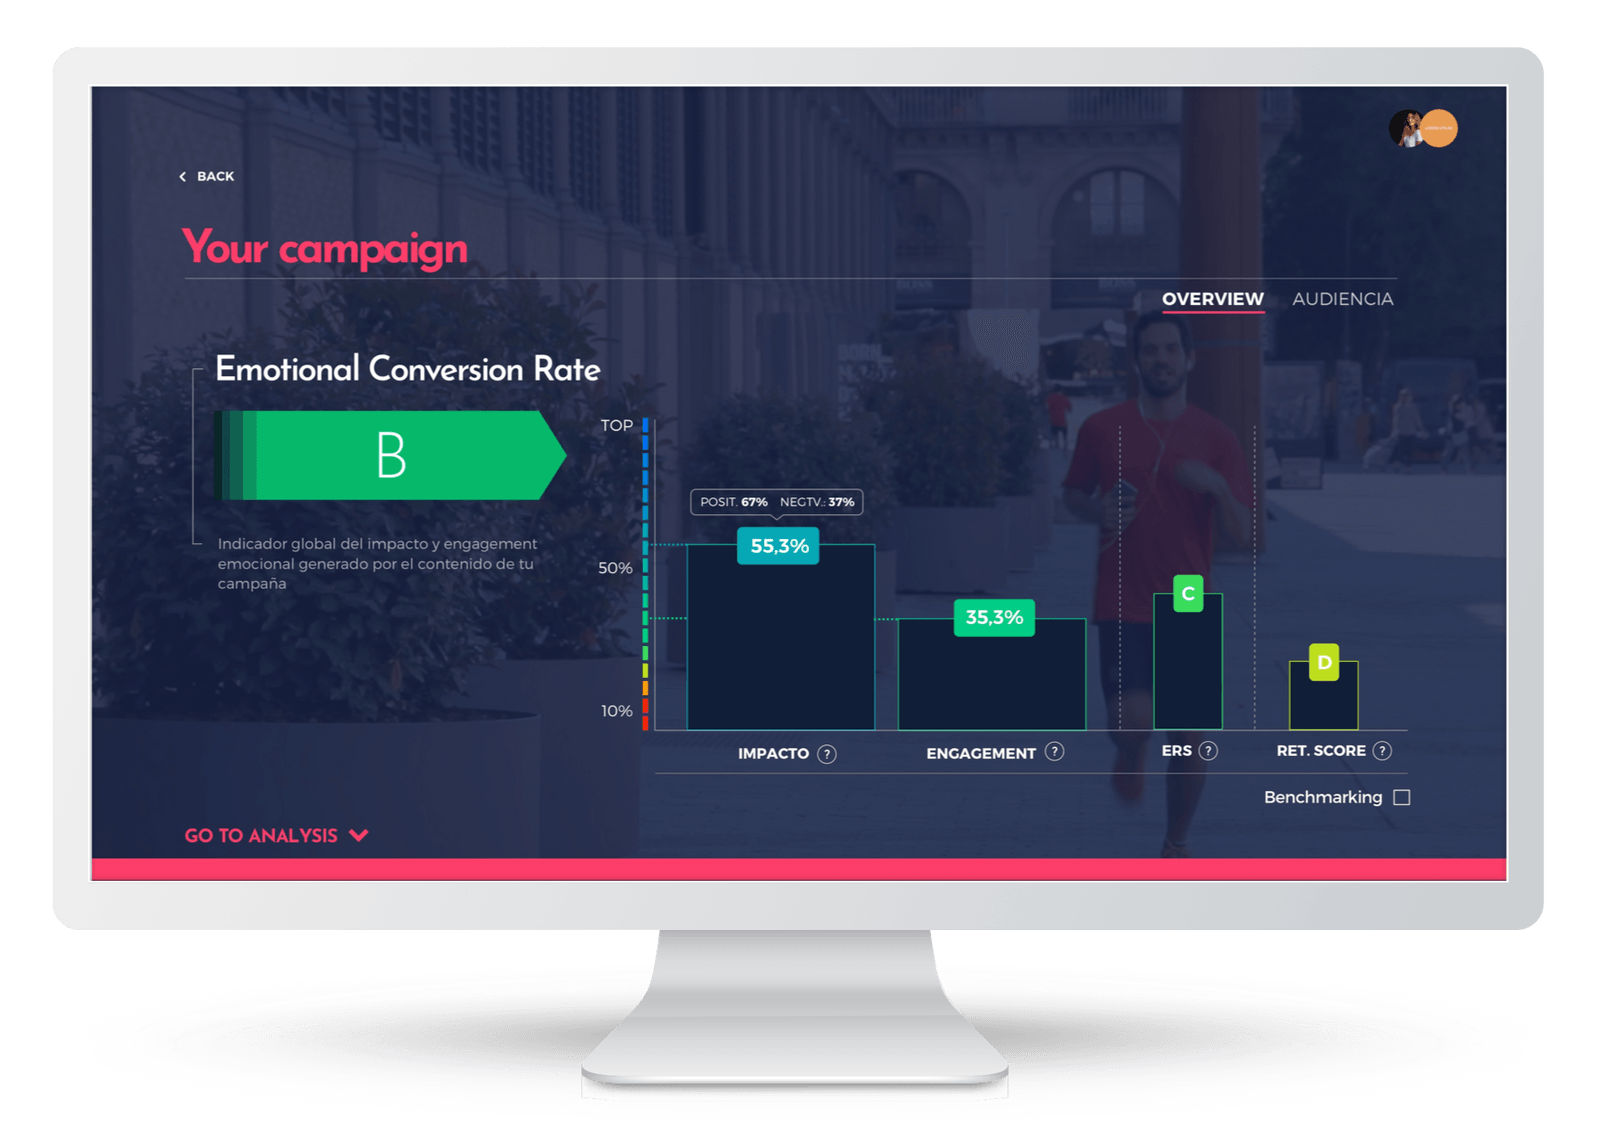 BACK
Your campaign
OVERVIEW AUDIENCIA
Emotional Conversion Rate
B
Indicador global del impacto y engagement
emocional generado por el contenido de tu
campaña
TOP
50%
10%
POSIT. 67% NEGTV.: 37%
55,3%
35,3%
C
D
IMPACTO ?
ENGAGEMENT ?
ERS ?
RET. SCORE ?
Benchmarking
GO TO ANALYSIS